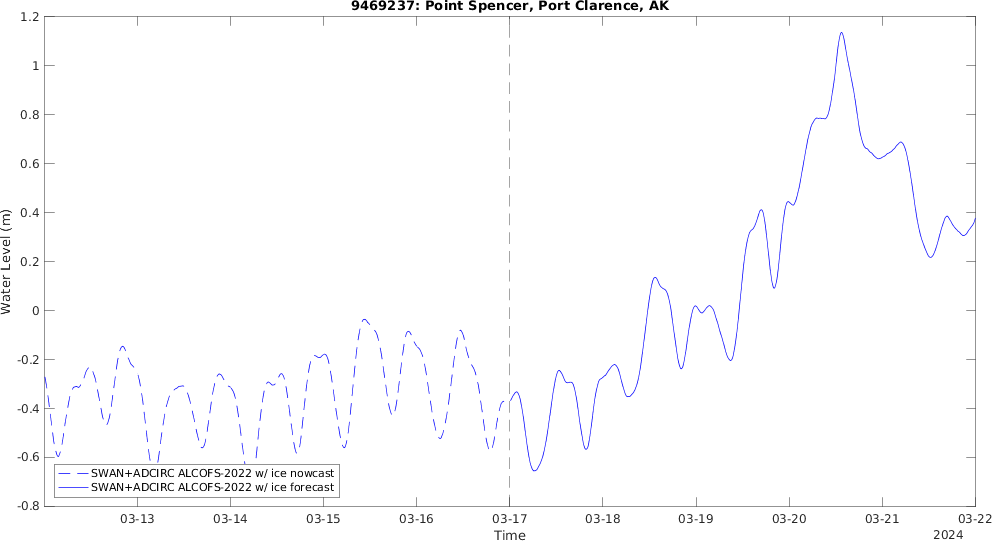 9469237: Point Spencer, Port Clarence, AK
1.2
1
0.8
0.6
0.4
0.2
0
-0.2
-0.4
-0.6
-0.8
Water Level (m)
SWAN+ADCIRC ALCOFS-2022 w/ ice nowcast
SWAN+ADCIRC ALCOFS-2022 w/ ice forecast
03-13 03-14 03-15 03-16 03-17 03-18 03-19 03-20 03-21 03-22
Time
2024